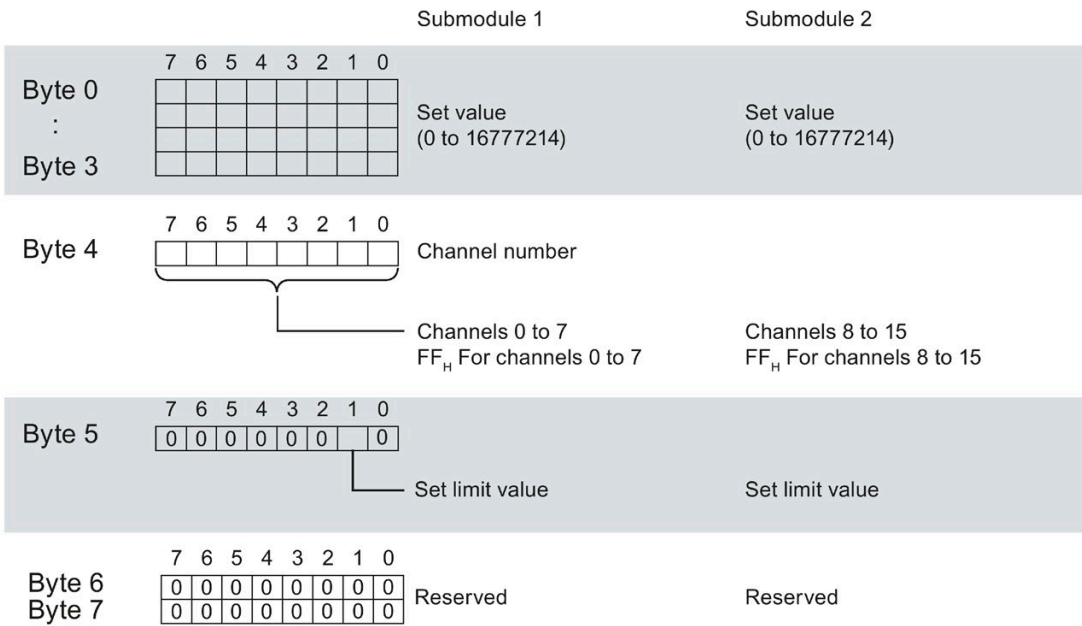 Submodule 1 Submodule 2
7 6 5 4 3 2 1 0
Byte 0
:
Byte 3
Set value Set value
(0 to 16777214) (0 to 16777214)
7 6 5 4 3 2 1 0
Byte 4 Channel number
Channels 0 to 7 Channels 8 to 15
FFH For channels 0 to 7 FFH For channels 8 to 15
7 6 5 4 3 2 1 0
Byte 5 0 0 0 0 0 0 0
Set limit value Set limit value
7 6 5 4 3 2 1 0
Byte 6 0 0 0 0 0 0 0 0
Byte 7 0 0 0 0 0 0 0 0
Reserved Reserved